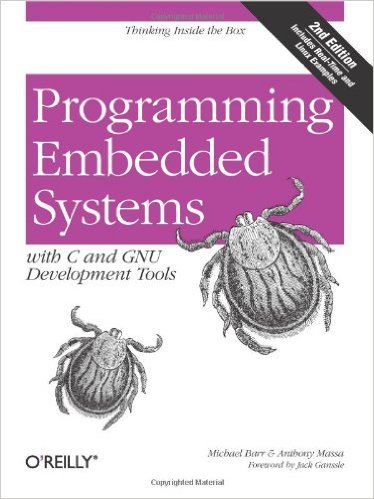 Thinking Inside the Box
2nd Edition
Includes Real-Time and
Linux Examples
Programming
Embedded
Systems
with C and GNU
Development Tools
O'REILLY®
Michael Barr & Anthony Massa
Foreword by Jack Ganssle